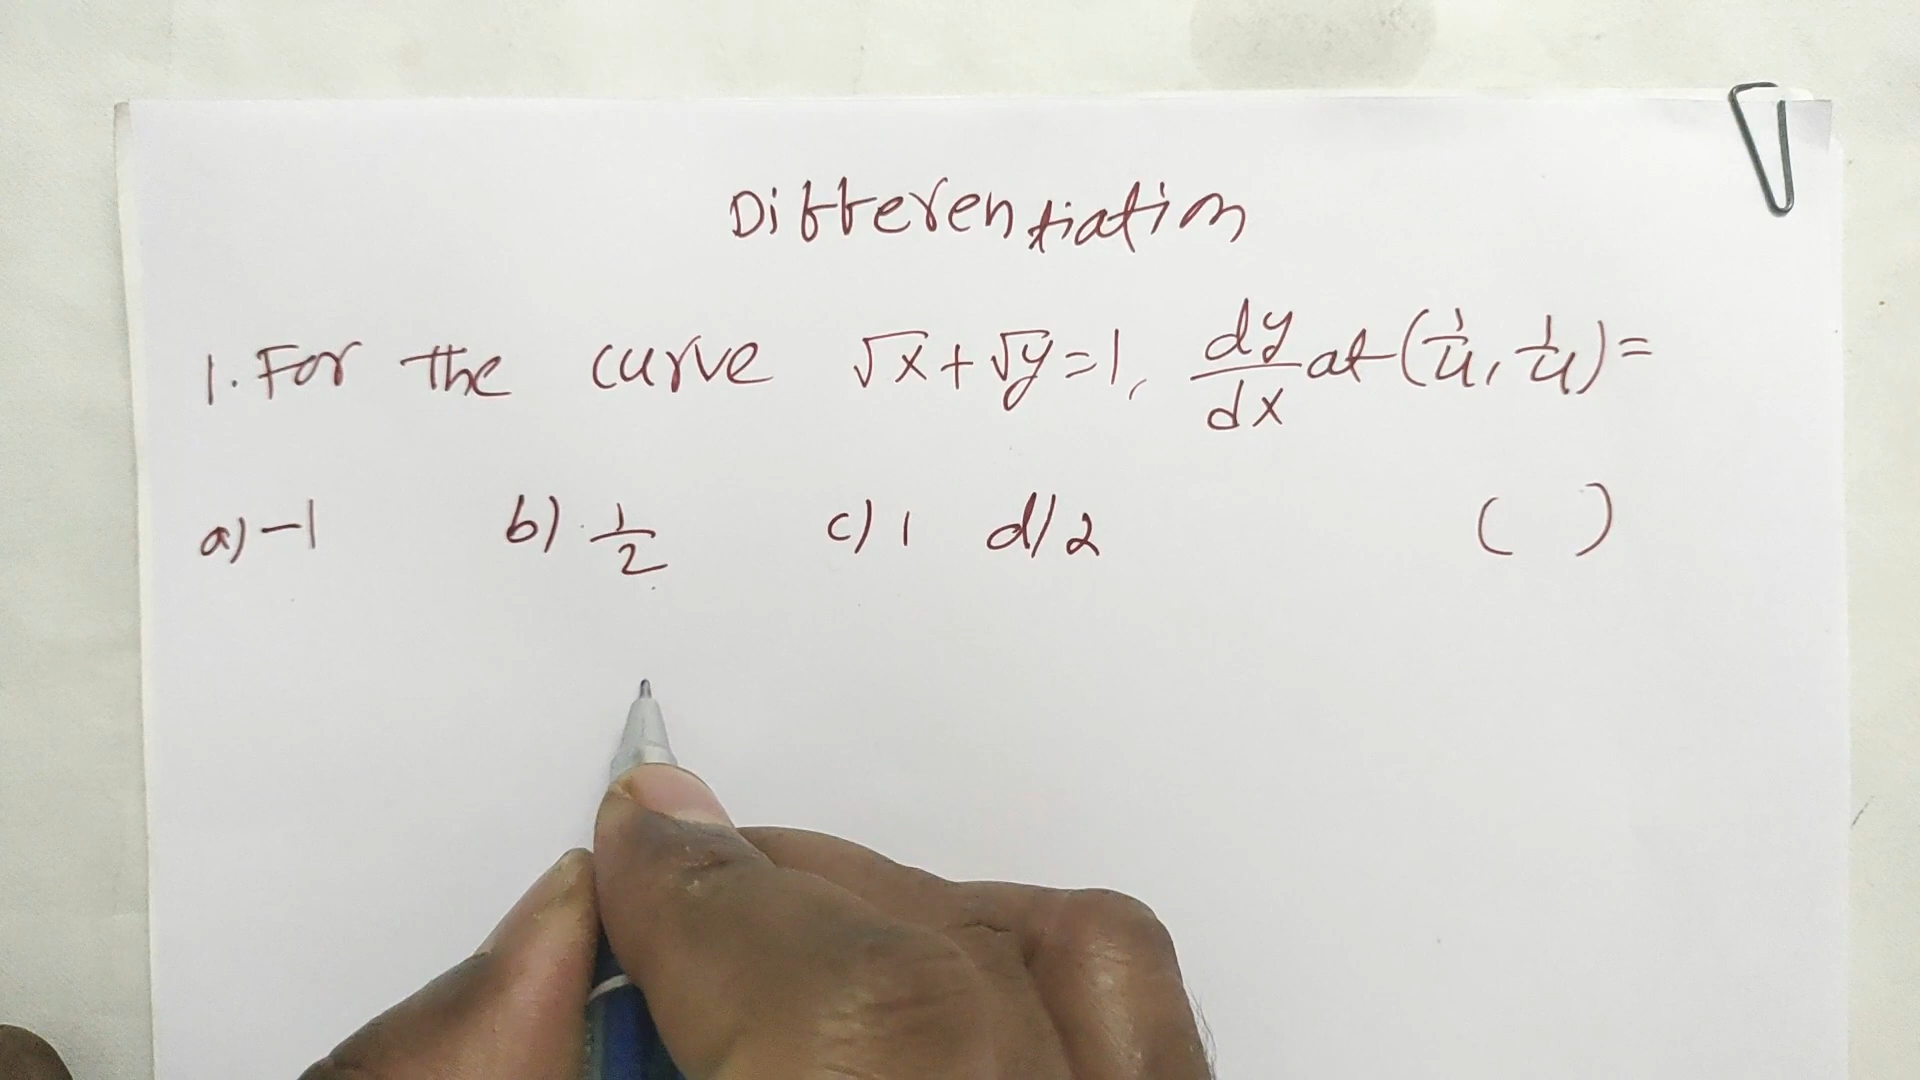 Differentiation
1. For the curve √x + √y = 1, dy/dx at (1/4, 1/4) =
a) -1 b) 1/2 c) 1 d) 2 ( )